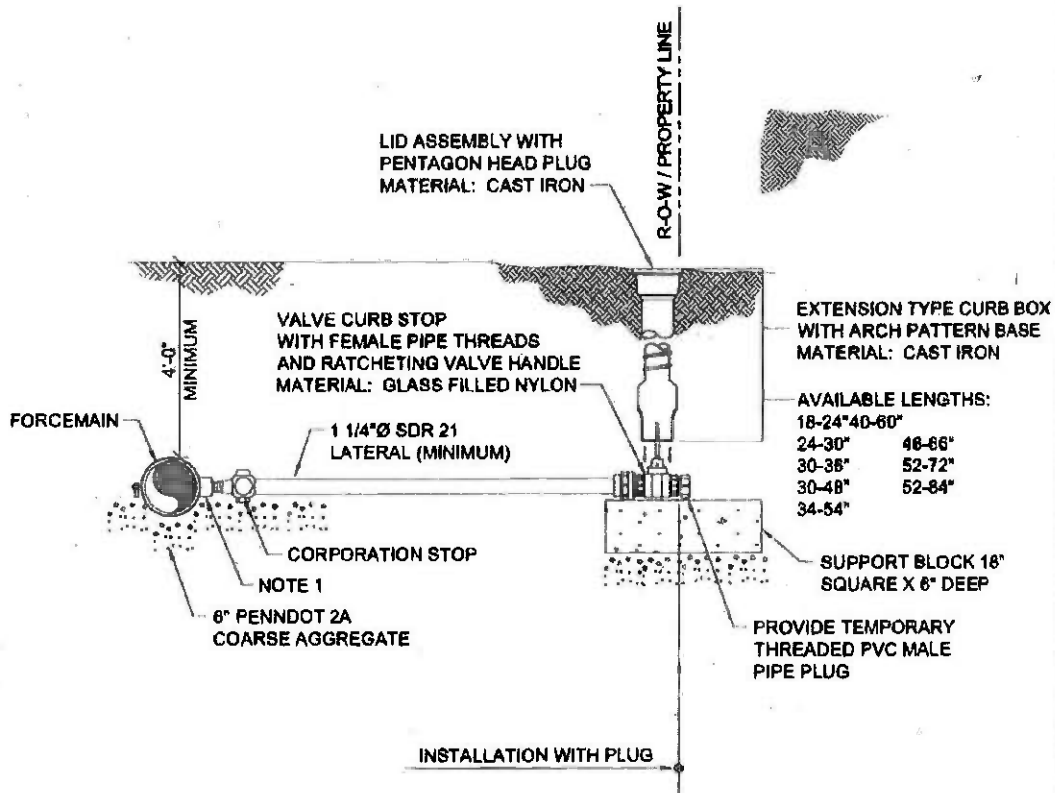 R-O-W / PROPERTY LINE
LID ASSEMBLY WITH
PENTAGON HEAD PLUG
MATERIAL: CAST IRON
VALVE CURB STOP
WITH FEMALE PIPE THREADS
AND RATCHETING VALVE HANDLE
MATERIAL: GLASS FILLED NYLON
EXTENSION TYPE CURB BOX
WITH ARCH PATTERN BASE
MATERIAL: CAST IRON
4'-0"
MINIMUM
FORCEMAIN
1 1/4"Ø SDR 21
LATERAL (MINIMUM)
AVAILABLE LENGTHS:
18-24"40-60"
24-30" 46-66"
30-36" 52-72"
30-48" 52-84"
34-54"
CORPORATION STOP
NOTE 1
6" PENNDOT 2A
COARSE AGGREGATE
SUPPORT BLOCK 18"
SQUARE X 6" DEEP
PROVIDE TEMPORARY
THREADED PVC MALE
PIPE PLUG
INSTALLATION WITH PLUG